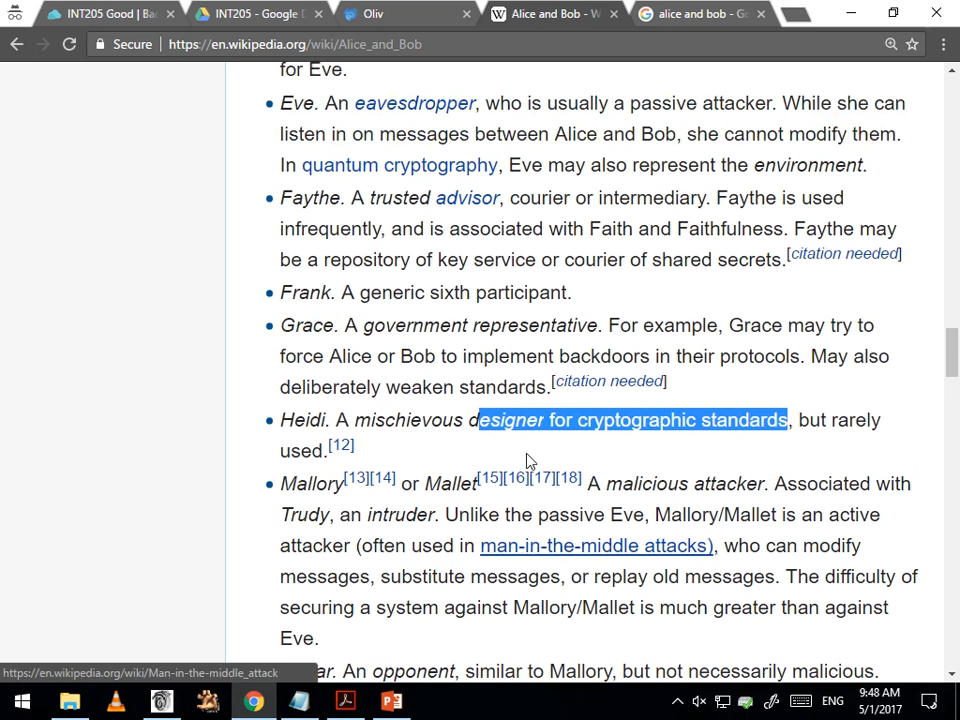 INT205 Good | Ba
INT205 - Google D
Oliv
Alice and Bob - W
alice and bob - Go
Secure | https://en.wikipedia.org/wiki/Alice_and_Bob
for Eve.
Eve. An eavesdropper, who is usually a passive attacker. While she can
listen in on messages between Alice and Bob, she cannot modify them.
In quantum cryptography, Eve may also represent the environment.
Faythe. A trusted advisor, courier or intermediary. Faythe is used
infrequently, and is associated with Faith and Faithfulness. Faythe may
be a repository of key service or courier of shared secrets.[citation needed]
Frank. A generic sixth participant.
Grace. A government representative. For example, Grace may try to
force Alice or Bob to implement backdoors in their protocols. May also
deliberately weaken standards.[citation needed]
Heidi. A mischievous designer for cryptographic standards, but rarely
used.[12]
Mallory[13][14] or Mallet[15][16][17][18] A malicious attacker. Associated with
Trudy, an intruder. Unlike the passive Eve, Mallory/Mallet is an active
attacker (often used in man-in-the-middle attacks), who can modify
messages, substitute messages, or replay old messages. The difficulty of
securing a system against Mallory/Mallet is much greater than against
Eve.
ar. An opponent, similar to Mallory, but not necessarily malicious.
https://en.wikipedia.org/wiki/Man-in-the-middle_attack
ENG
9:48 AM
5/1/2017